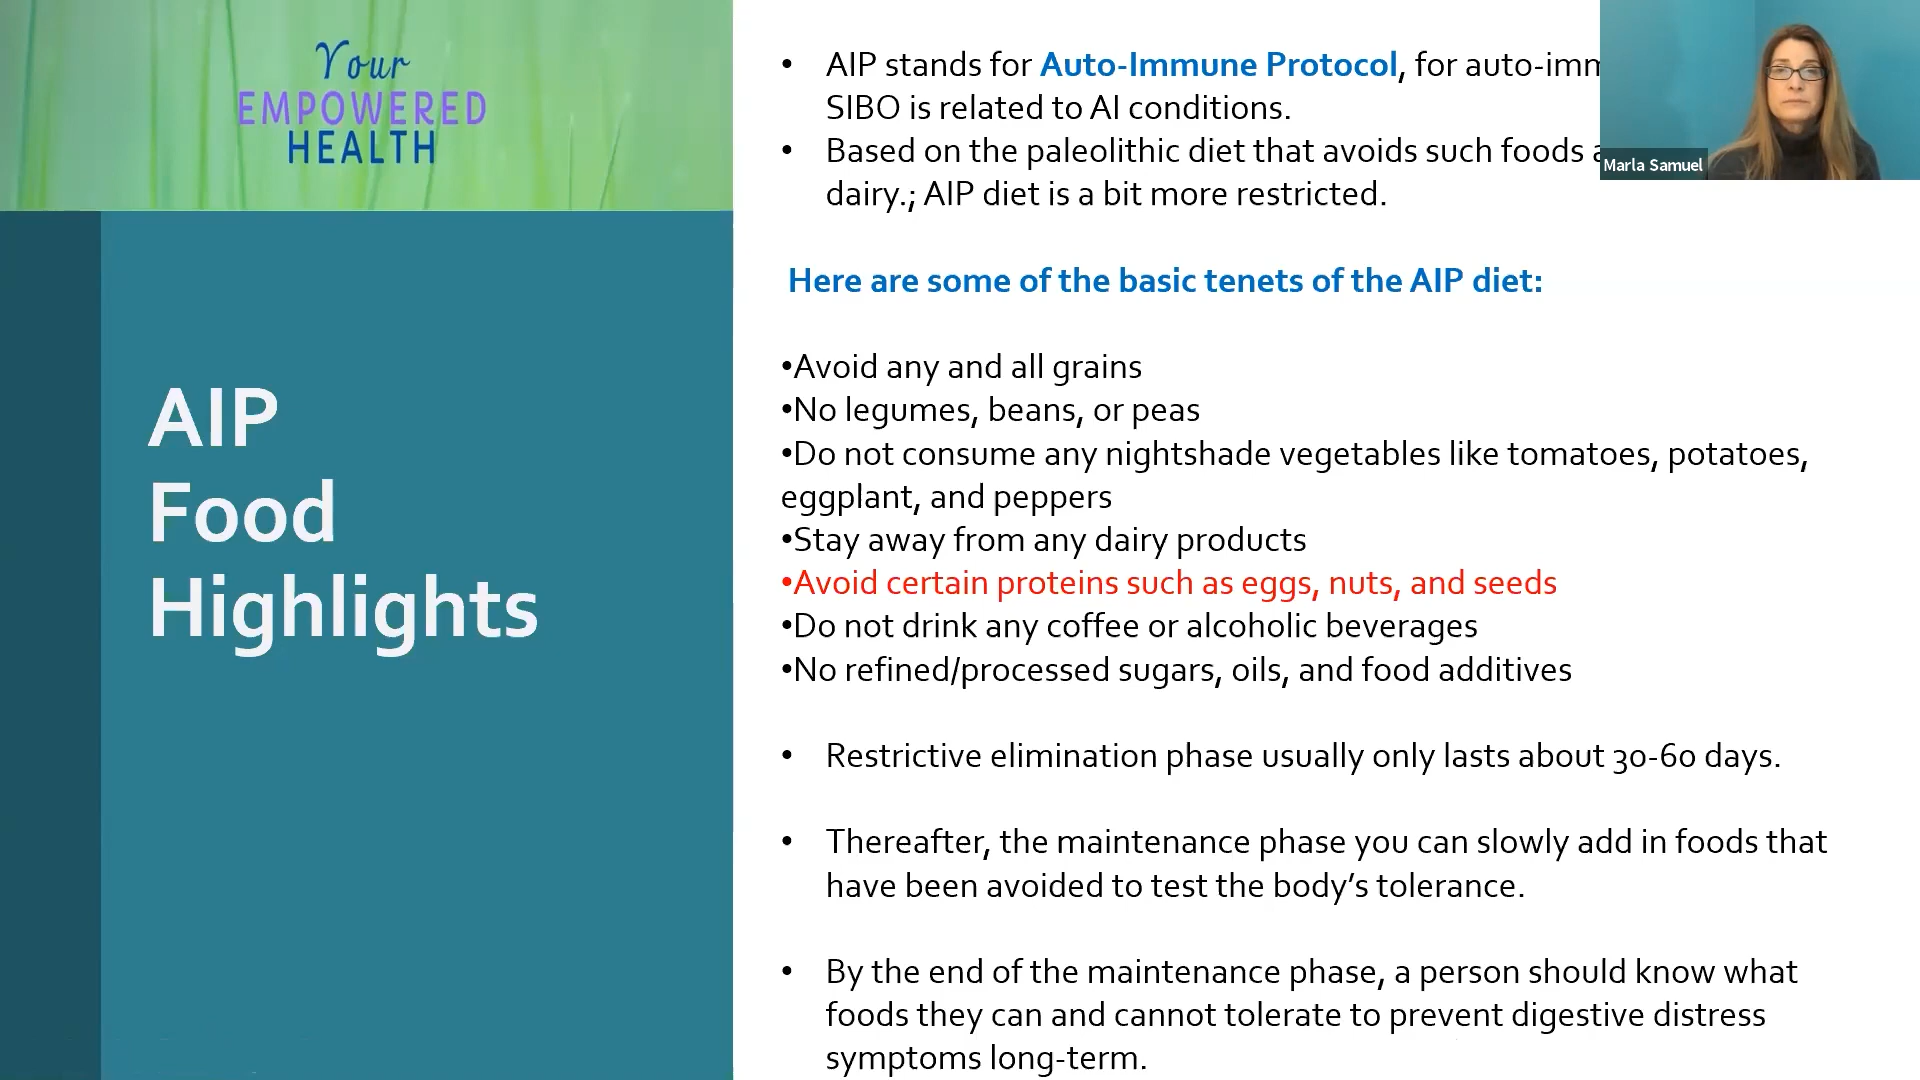 Your
EMPOWERED
HEALTH
AIP
Food
Highlights
• AIP stands for Auto-Immune Protocol, for
SIBO is related to AI conditions.
• Based on the paleolithic diet that avoids such foods
dairy.; AIP diet is a bit more restricted.
Here are some of the basic tenets of the AIP diet:
•Avoid any and all grains
•No legumes, beans, or peas
•Do not consume any nightshade vegetables like tomatoes, potatoes,
eggplant, and peppers
•Stay away from any dairy products
•Avoid certain proteins such as eggs, nuts, and seeds
•Do not drink any coffee or alcoholic beverages
•No refined/processed sugars, oils, and food additives
• Restrictive elimination phase usually only lasts about 30-60 days.
• Thereafter, the maintenance phase you can slowly add in foods that
have been avoided to test the body’s tolerance.
• By the end of the maintenance phase, a person should know what
foods they can and cannot tolerate to prevent digestive distress
symptoms long-term.
Marla Samuel